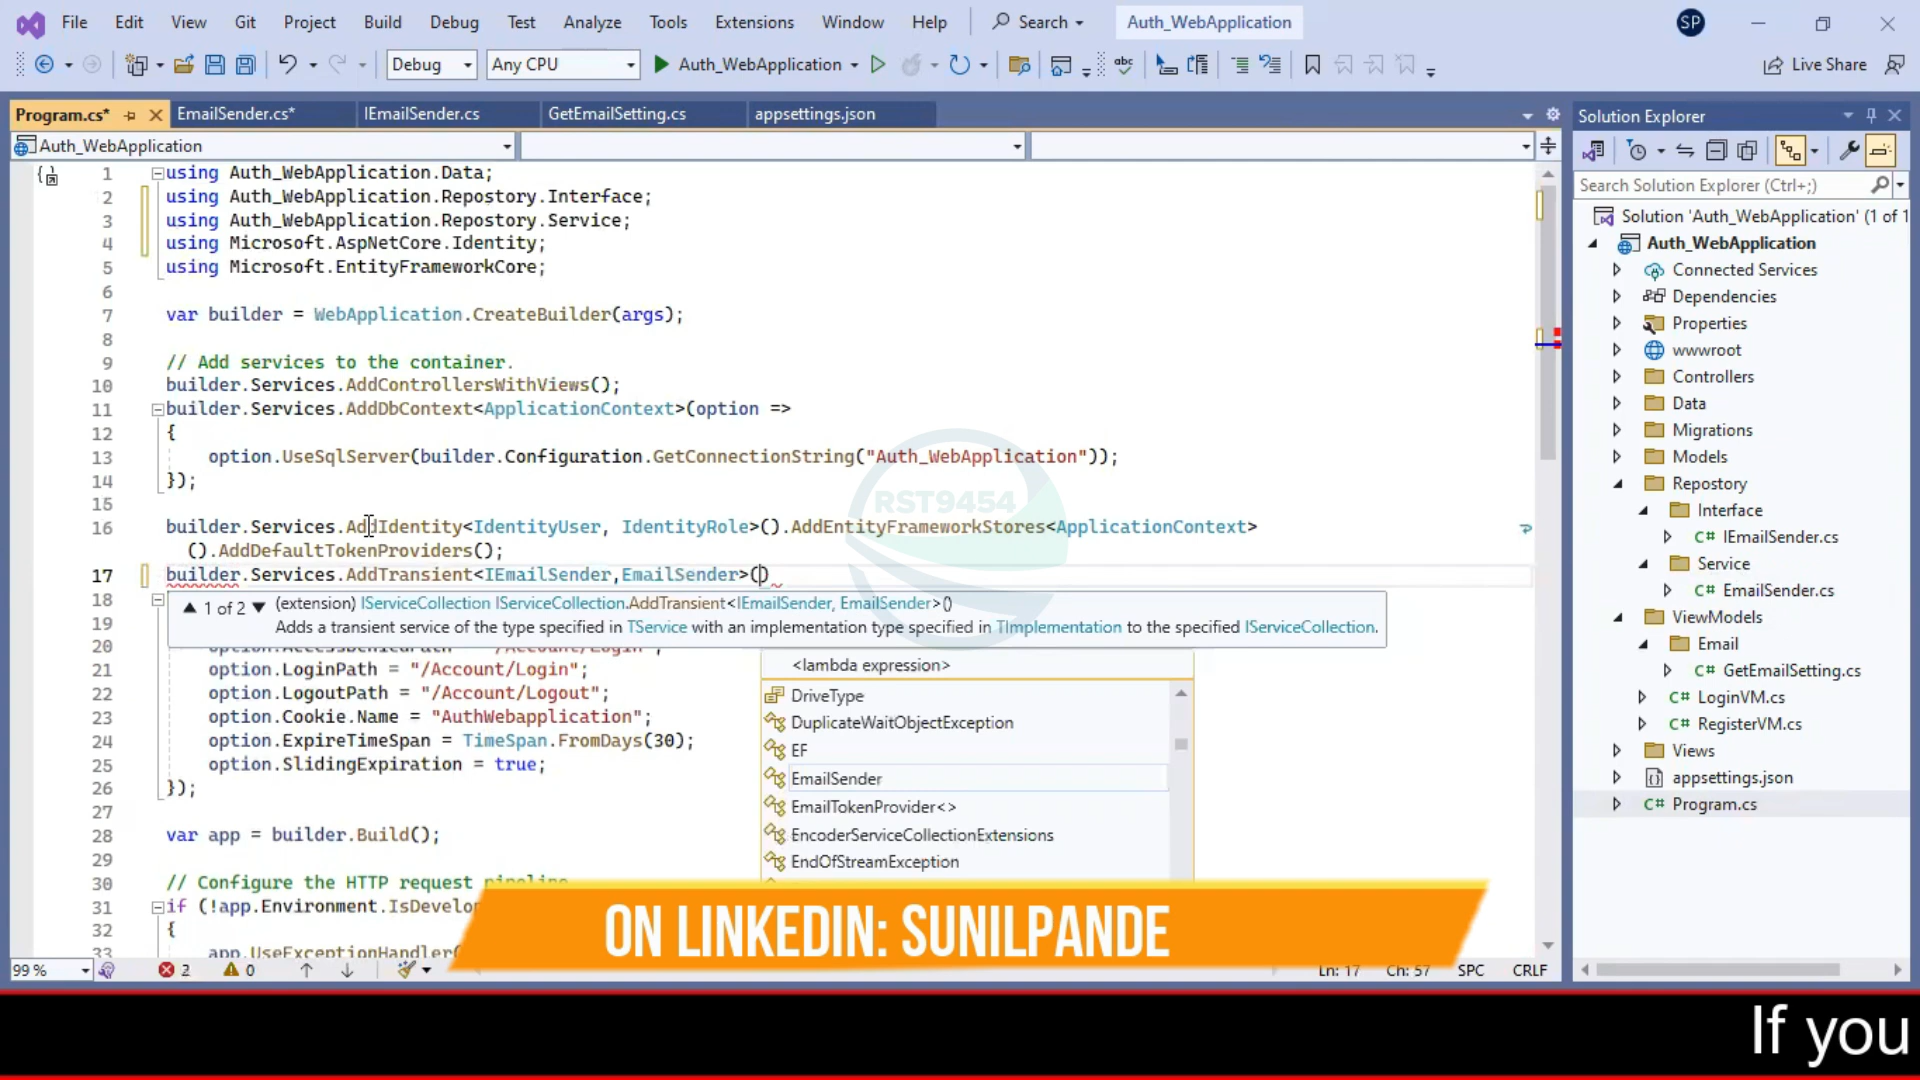 File Edit View Git Project Build Debug Test Analyze Tools Extensions Window Help Search Auth_WebApplication SP
Debug Any CPU Auth_WebApplication Live Share
Program.cs* EmailSender.cs* IEmailSender.cs GetEmailSetting.cs appsettings.json
Auth_WebApplication
1 using Auth_WebApplication.Data;
2 using Auth_WebApplication.Repostory.Interface;
3 using Auth_WebApplication.Repostory.Service;
4 using Microsoft.AspNetCore.Identity;
5 using Microsoft.EntityFrameworkCore;
6
7 var builder = WebApplication.CreateBuilder(args);
8
9 // Add services to the container.
10 builder.Services.AddControllersWithViews();
11 builder.Services.AddDbContext<ApplicationContext>(option =>
12 {
13 option.UseSqlServer(builder.Configuration.GetConnectionString("Auth_WebApplication"));
14 });
15
RST9454
16 builder.Services.AddIdentity<IdentityUser, IdentityRole>().AddEntityFrameworkStores<ApplicationContext>
().AddDefaultTokenProviders();
17 builder.Services.AddTransient<IEmailSender,EmailSender>()
18
1 of 2 (extension) IServiceCollection IServiceCollection.AddTransient<IEmailSender, EmailSender>()
19
Adds a transient service of the type specified in TService with an implementation type specified in TImplementation to the specified IServiceCollection.
20
21 option.LoginPath = "/Account/Login";
22 option.LogoutPath = "/Account/Logout";
23 option.Cookie.Name = "AuthWebapplication";
24 option.ExpireTimeSpan = TimeSpan.FromDays(30);
25 option.SlidingExpiration = true;
26 });
27
28 var app = builder.Build();
29
30 // Configure the HTTP request
31 if (!app.Environment.IsDevelo
32 {
33 app.UseExceptionHandler(
<lambda expression>
DriveType
DuplicateWaitObjectException
EF
EmailSender
EmailTokenProvider<>
EncoderServiceCollectionExtensions
EndOfStreamException
ON LINKEDIN: SUNILPANDE
99 % 2 0 Ln: 17 Ch: 57 SPC CRLF
Solution Explorer
Search Solution Explorer (Ctrl+;)
Solution 'Auth_WebApplication' (1 of 1
Auth_WebApplication
Connected Services
Dependencies
Properties
wwwroot
Controllers
Data
Migrations
Models
Repostory
Interface
C# IEmailSender.cs
Service
C# EmailSender.cs
ViewModels
Email
C# GetEmailSetting.cs
C# LoginVM.cs
C# RegisterVM.cs
Views
appsettings.json
C# Program.cs
If you